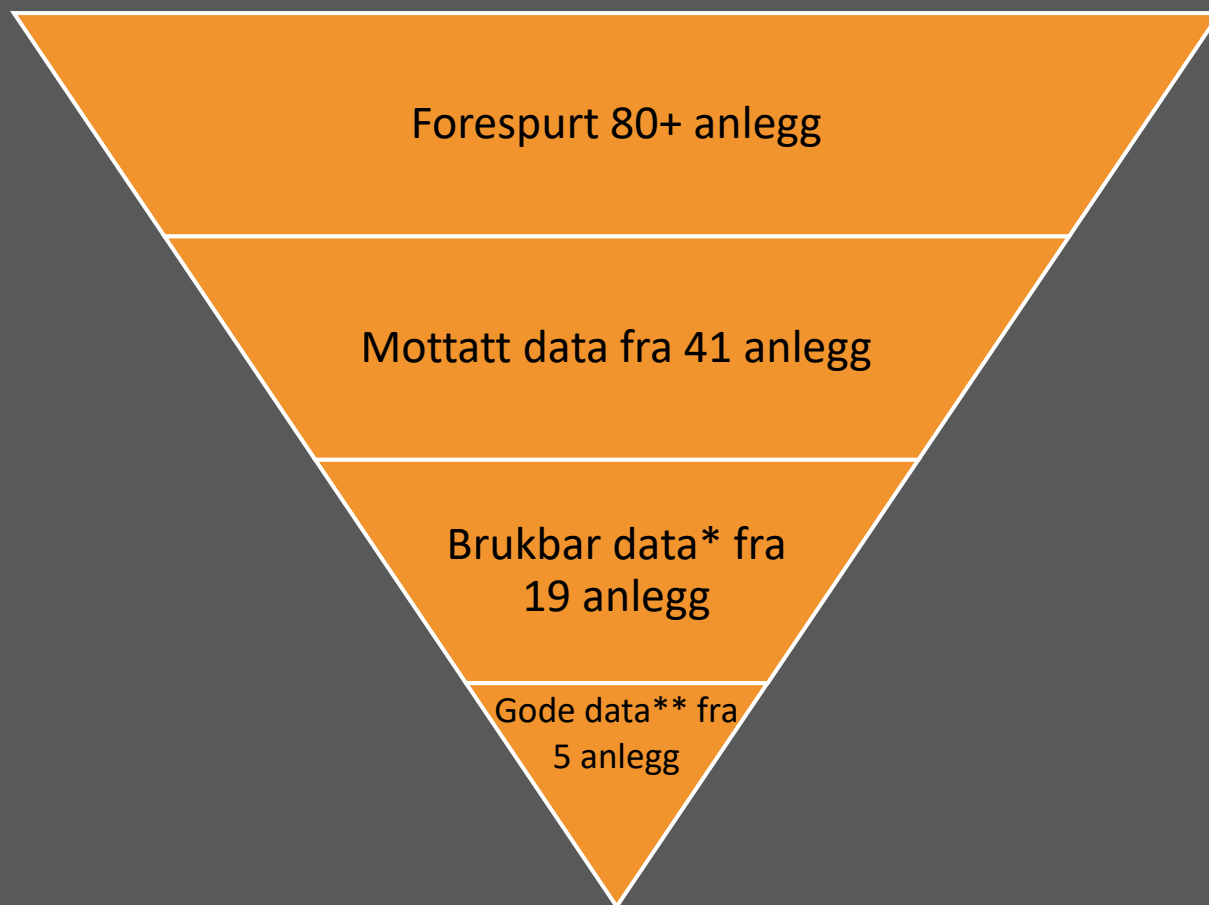 Forespurt 80+ anlegg
Mottatt data fra 41 anlegg
Brukbar data* fra
19 anlegg
Gode data** fra
5 anlegg